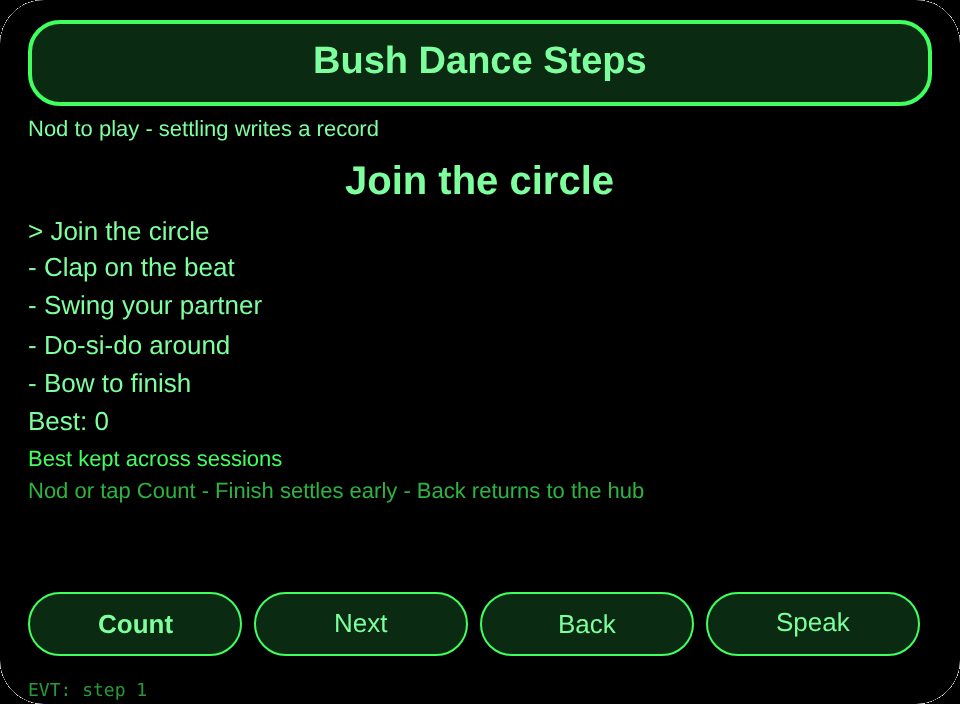 Bush Dance Steps
Nod to play - settling writes a record
Join the circle
> Join the circle
- Clap on the beat
- Swing your partner
- Do-si-do around
- Bow to finish
Best: 0
Best kept across sessions
Nod or tap Count - Finish settles early - Back returns to the hub
Count Next Back Speak
EVT: step 1